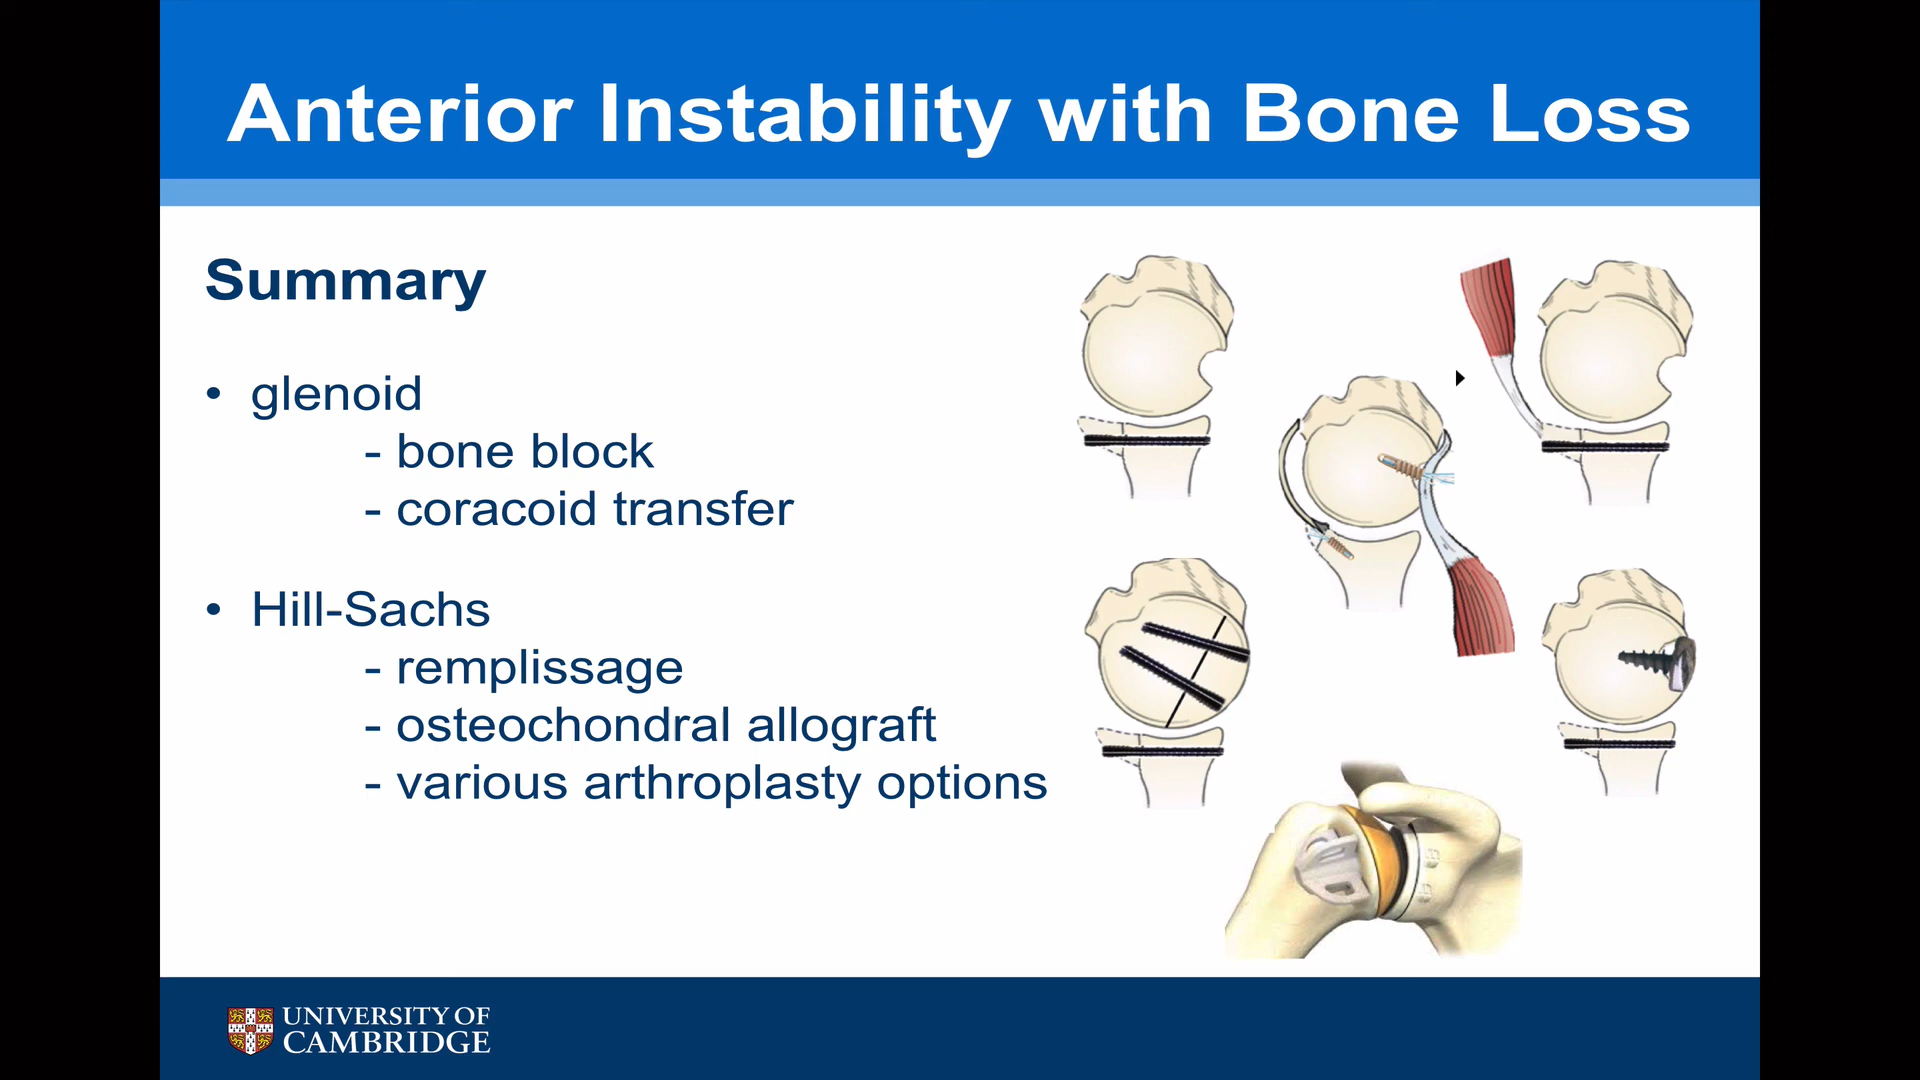 Anterior Instability with Bone Loss
Summary
• glenoid
- bone block
- coracoid transfer
• Hill-Sachs
- remplissage
- osteochondral allograft
- various arthroplasty options
UNIVERSITY OF
CAMBRIDGE